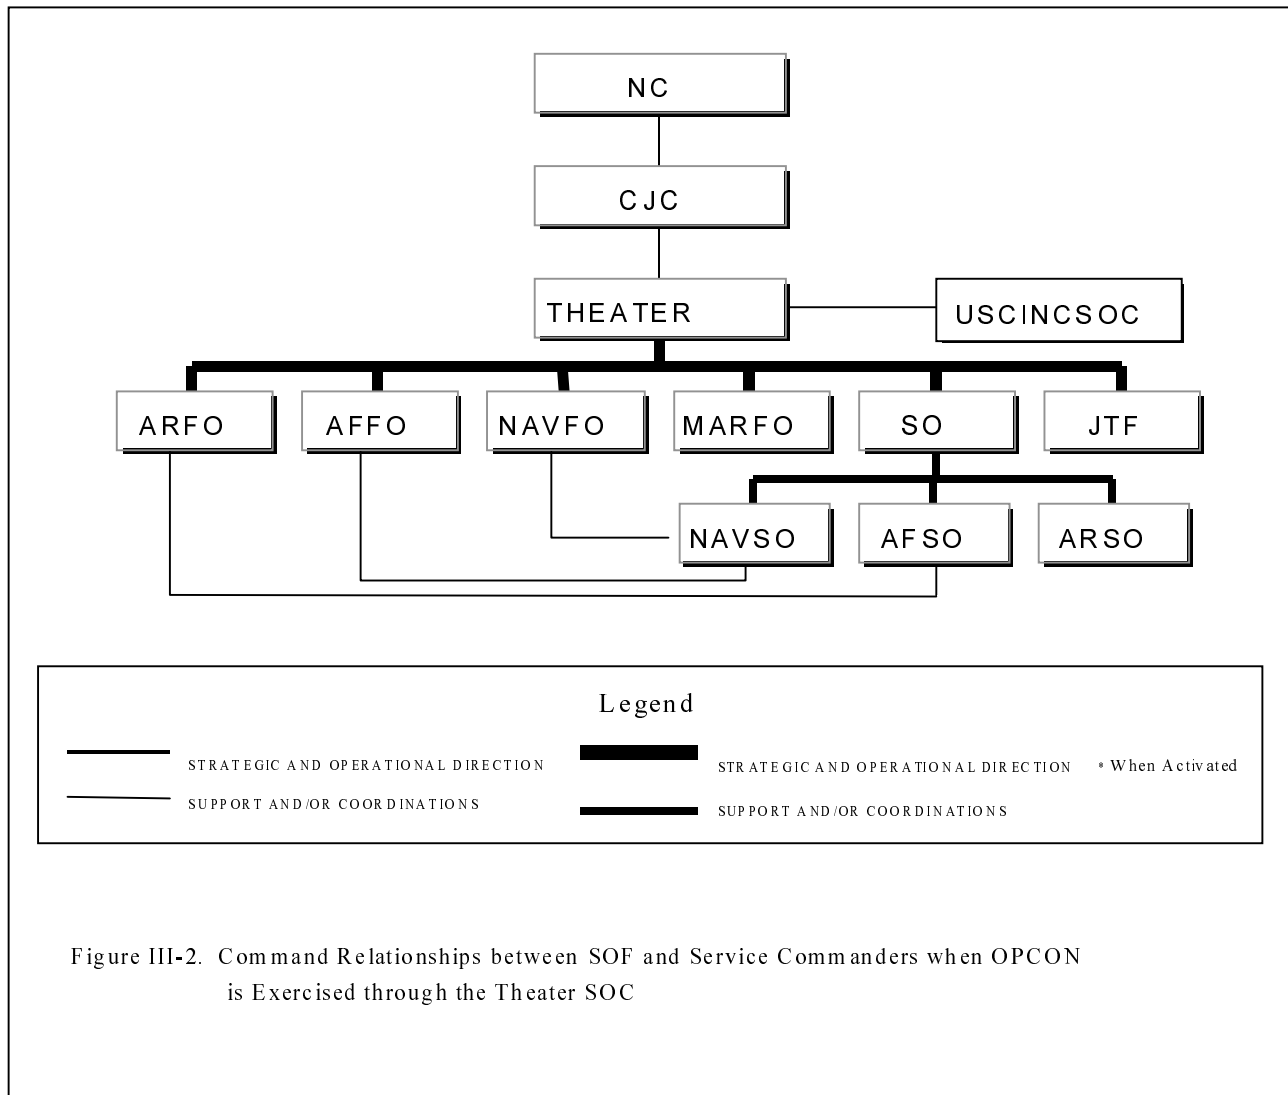 NC
CJC
THEATER
USCINCSOC
ARFO
AFFO
NAVFO
MARFO
SO
JTF
NAVSO
AFSO
ARSO
Legend
STRATEGIC AND OPERATIONAL DIRECTION
STRATEGIC AND OPERATIONAL DIRECTION
* When Activated
SUPPORT AND/OR COORDINATIONS
SUPPORT AND/OR COORDINATIONS
Figure III-2. Command Relationships between SOF and Service Commanders when OPCON
is Exercised through the Theater SOC